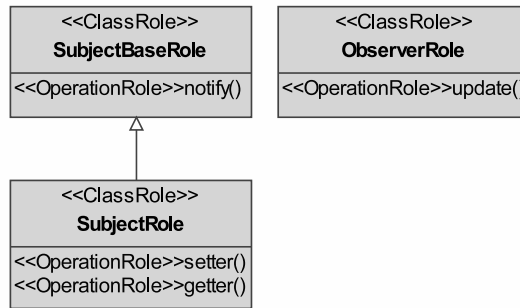 <<ClassRole>>
SubjectBaseRole
<<OperationRole>>notify()
<<ClassRole>>
ObserverRole
<<OperationRole>>update()
<<ClassRole>>
SubjectRole
<<OperationRole>>setter()
<<OperationRole>>getter()